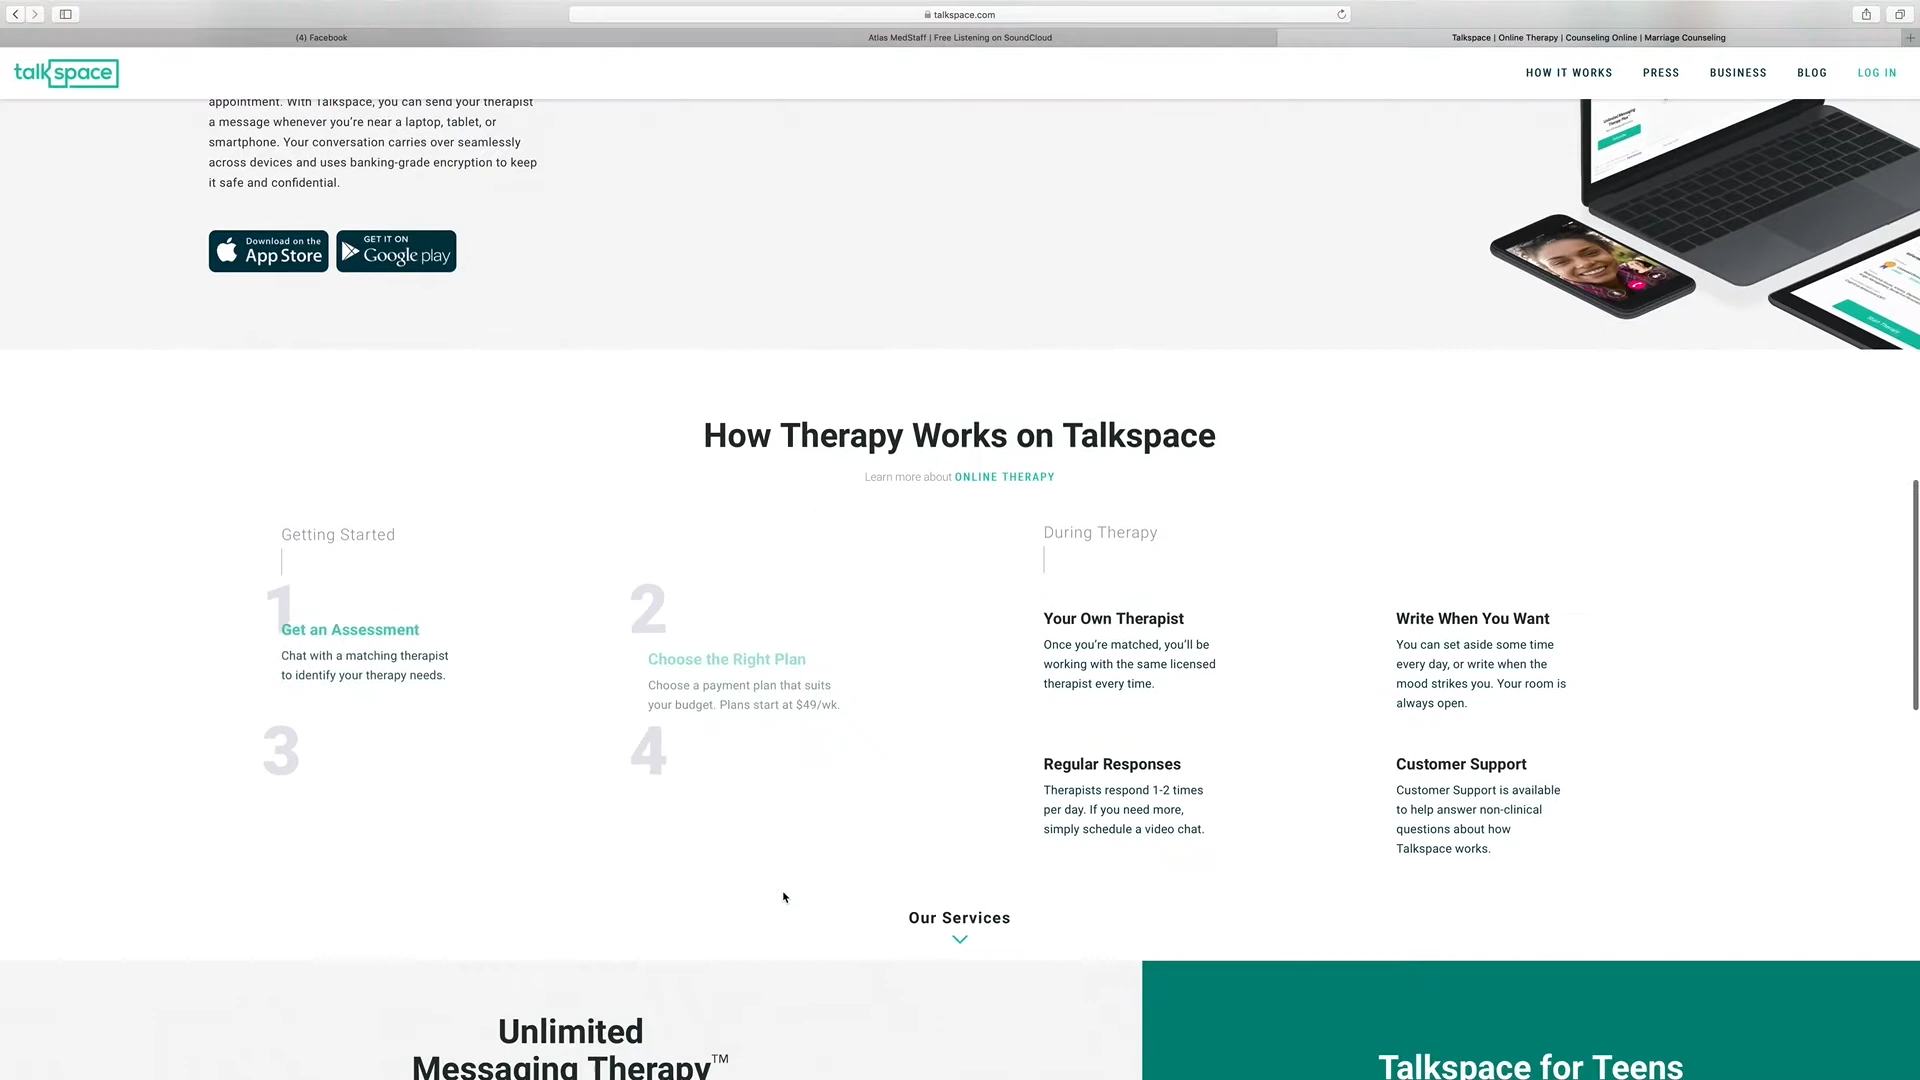 talkspace.com
(4) Facebook
Atlas MedStaff | Free Listening on SoundCloud
Talkspace | Online Therapy | Counseling Online | Marriage Counseling
talkspace
HOW IT WORKS
PRESS
BUSINESS
BLOG
LOG IN
appointment. With Talkspace, you can send your therapist
a message whenever you're near a laptop, tablet, or
smartphone. Your conversation carries over seamlessly
across devices and uses banking-grade encryption to keep
it safe and confidential.
Download on the
App Store
GET IT ON
Google play
How Therapy Works on Talkspace
Learn more about ONLINE THERAPY
Getting Started
1
Get an Assessment
Chat with a matching therapist
to identify your therapy needs.
2
Choose the Right Plan
Choose a payment plan that suits
your budget. Plans start at $49/wk.
3
4
During Therapy
Your Own Therapist
Once you're matched, you'll be
working with the same licensed
therapist every time.
Write When You Want
You can set aside some time
every day, or write when the
mood strikes you. Your room is
always open.
Regular Responses
Therapists respond 1-2 times
per day. If you need more,
simply schedule a video chat.
Customer Support
Customer Support is available
to help answer non-clinical
questions about how
Talkspace works.
Our Services
Unlimited
Messaging Therapy™
Talkspace for Teens